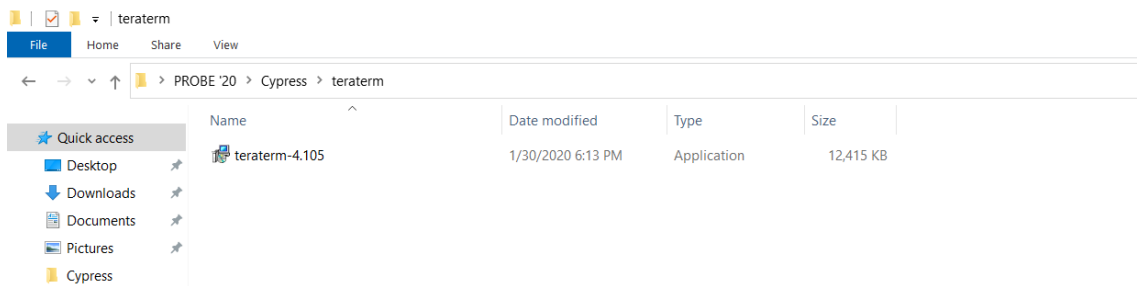 teraterm
File Home Share View
PROBE '20 > Cypress > teraterm
Name Date modified Type Size
Quick access
teraterm-4.105 1/30/2020 6:13 PM Application 12,415 KB
Desktop
Downloads
Documents
Pictures
Cypress